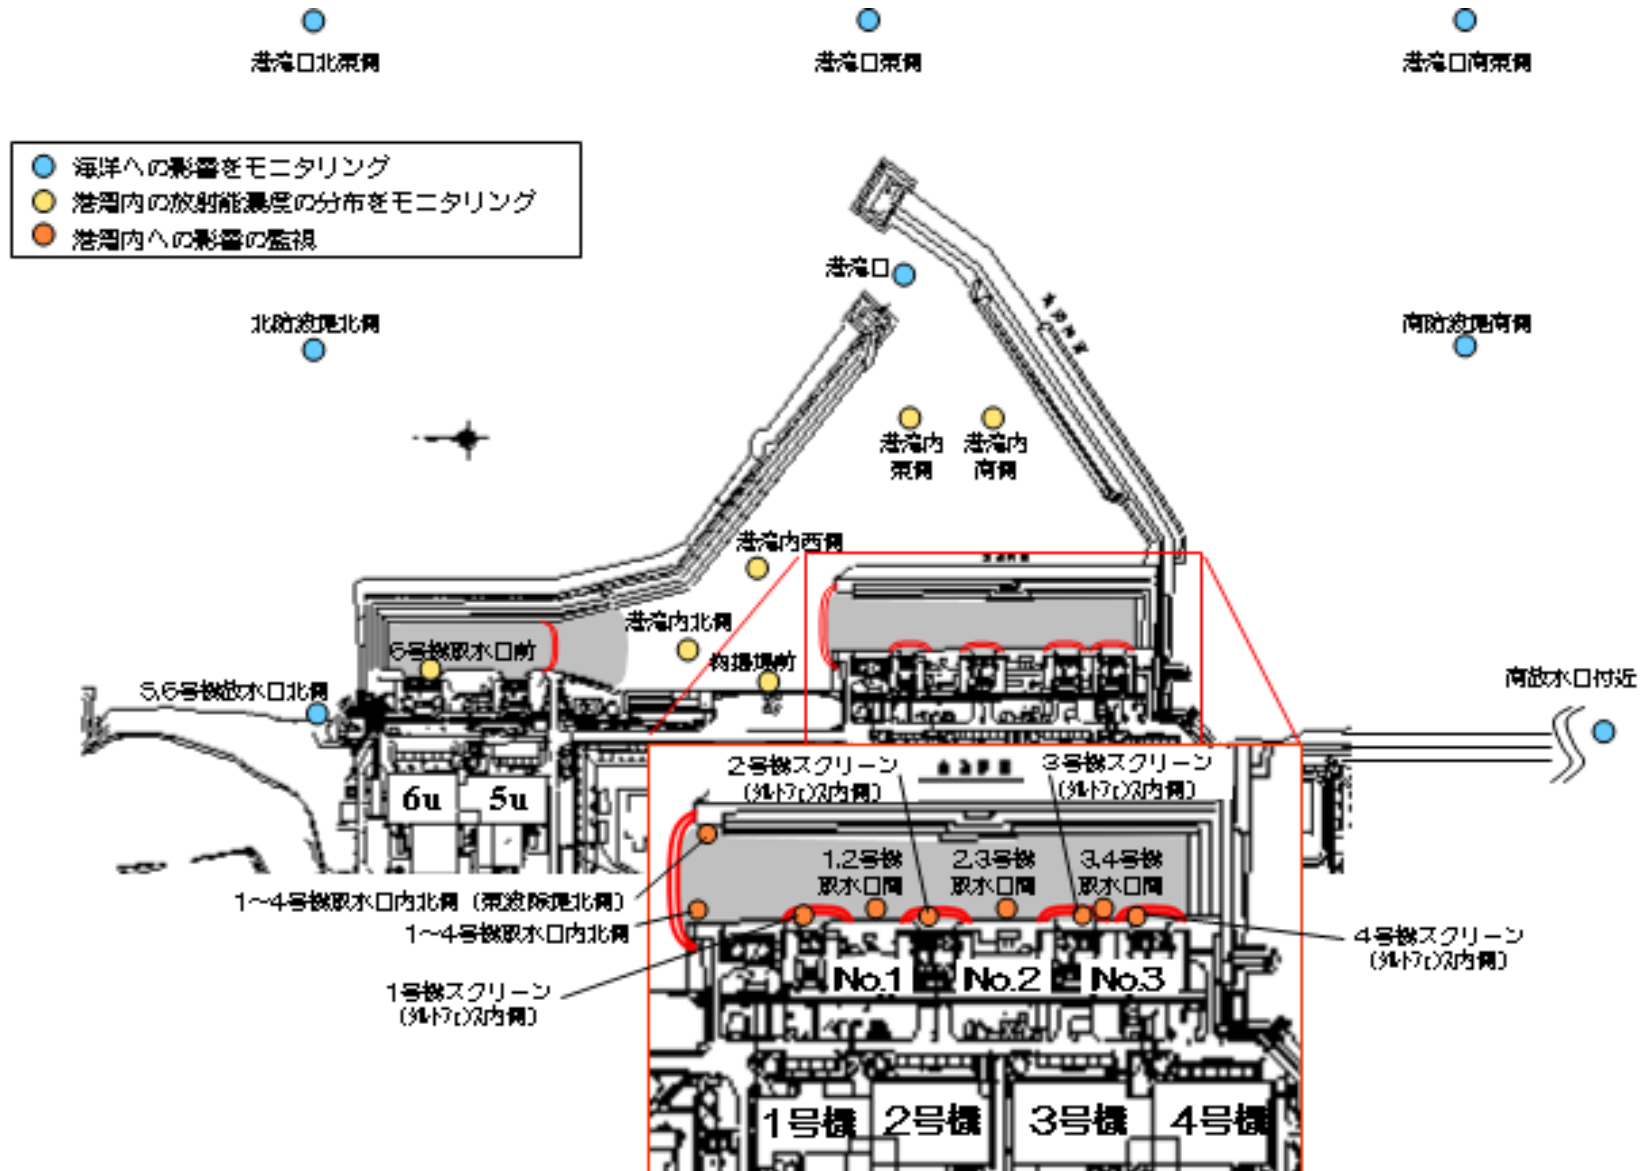 港湾口北東側
港湾口東側
港湾口南東側
海洋への影響をモニタリング
港湾内の放射能濃度の分布をモニタリング
港湾内への影響の監視
港湾口
北防波堤北側
南防波堤南側
港湾内
東側
港湾内
南側
港湾内西側
港湾内北側
物揚場前
6号機取水口前
5,6号機放水口北側
南放水口付近
6u
5u
2号機スクリーン
(シルトフェンス内側)
3号機スクリーン
(シルトフェンス内側)
1,2号機
取水口間
2,3号機
取水口間
3,4号機
取水口間
1〜4号機取水口内北側（東波除堤北側）
1〜4号機取水口内北側
4号機スクリーン
(シルトフェンス内側)
1号機スクリーン
(シルトフェンス内側)
No.1
No.2
No.3
1号機
2号機
3号機
4号機